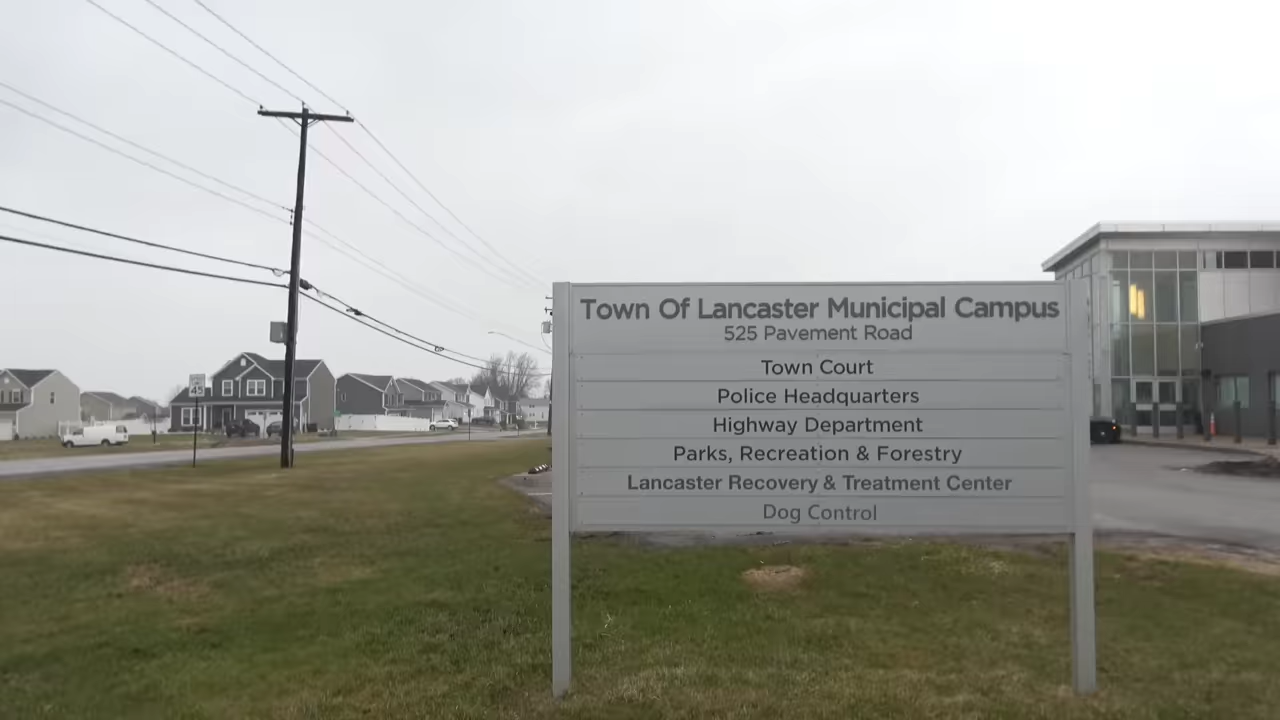 Town Of Lancaster Municipal Campus
525 Pavement Road
Town Court
Police Headquarters
Highway Department
Parks, Recreation & Forestry
Lancaster Recovery & Treatment Center
Dog Control
45